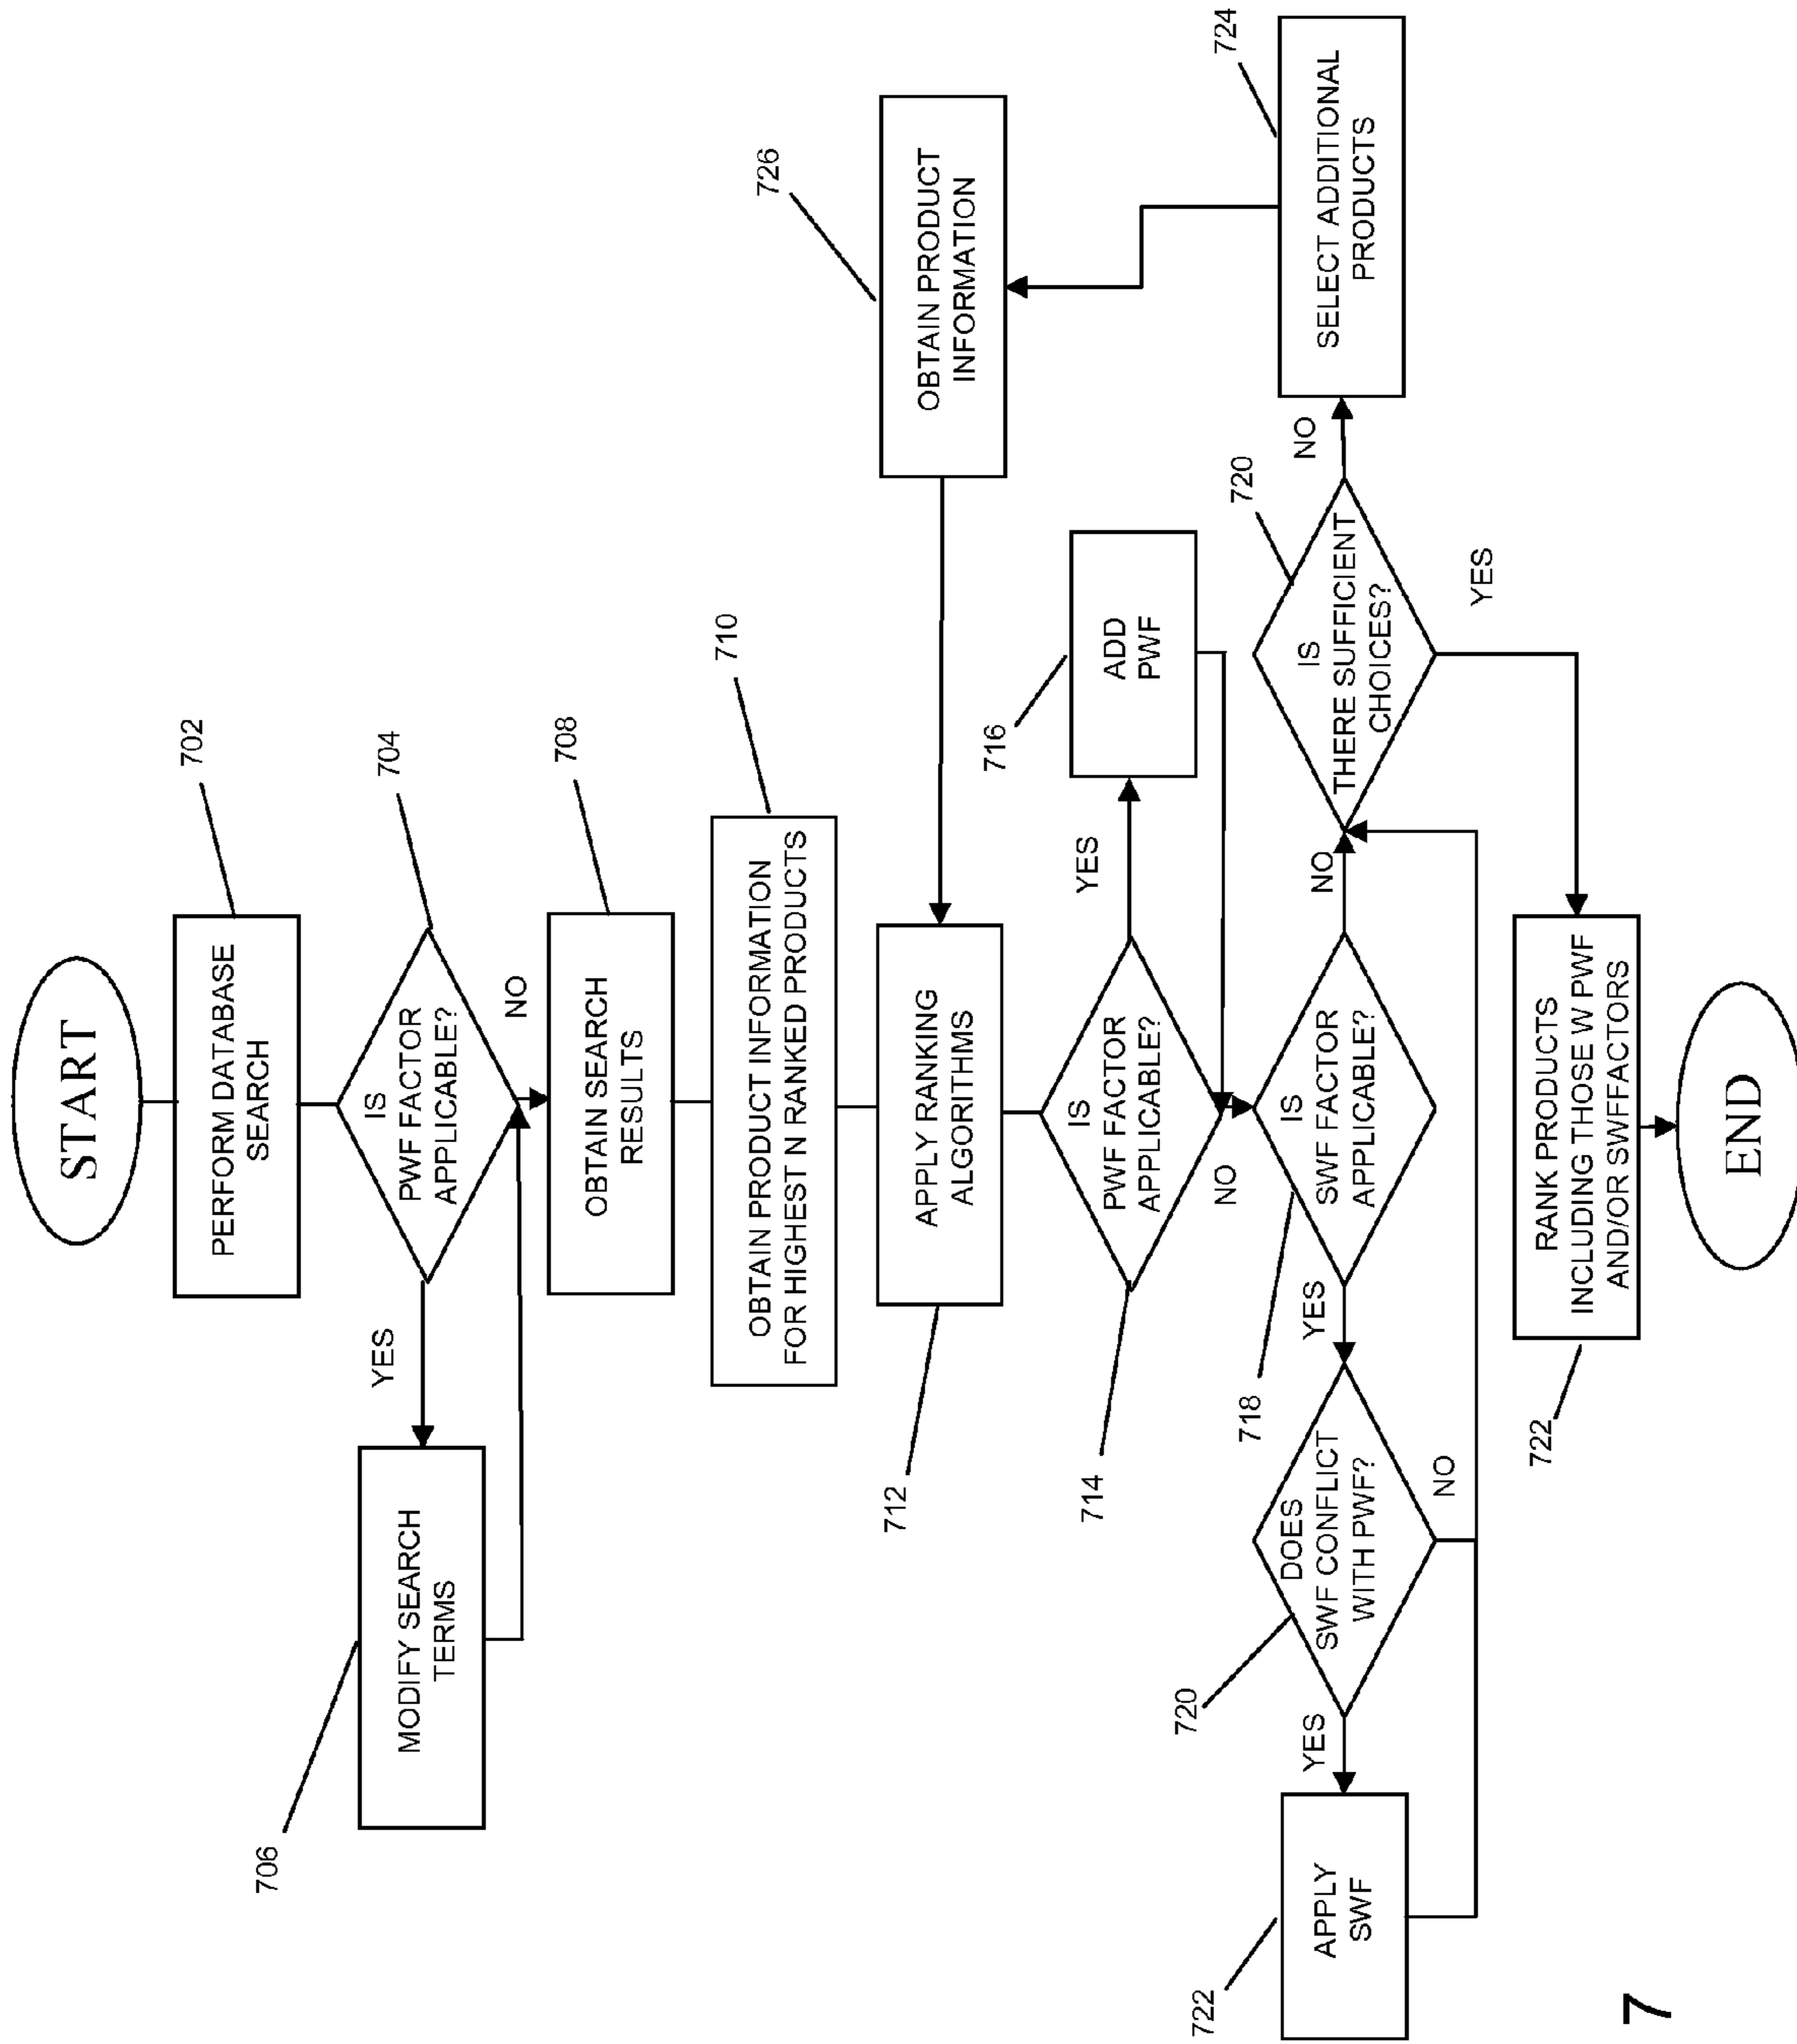 START
702
PERFORM DATABASE
SEARCH
704
IS
PWF FACTOR
APPLICABLE?
YES
NO
706
MODIFY SEARCH
TERMS
708
OBTAIN SEARCH
RESULTS
710
OBTAIN PRODUCT INFORMATION
FOR HIGHEST N RANKED PRODUCTS
726
OBTAIN PRODUCT
INFORMATION
712
APPLY RANKING
ALGORITHMS
714
IS
PWF FACTOR
APPLICABLE?
YES
NO
716
ADD
PWF
718
IS
SWF FACTOR
APPLICABLE?
YES
NO
720
DOES
SWF CONFLICT
WITH PWF?
YES
NO
722
APPLY
SWF
720
IS
THERE SUFFICIENT
CHOICES?
NO
YES
724
SELECT ADDITIONAL
PRODUCTS
722
RANK PRODUCTS
INCLUDING THOSE W PWF
AND/OR SWFFACTORS
END
7